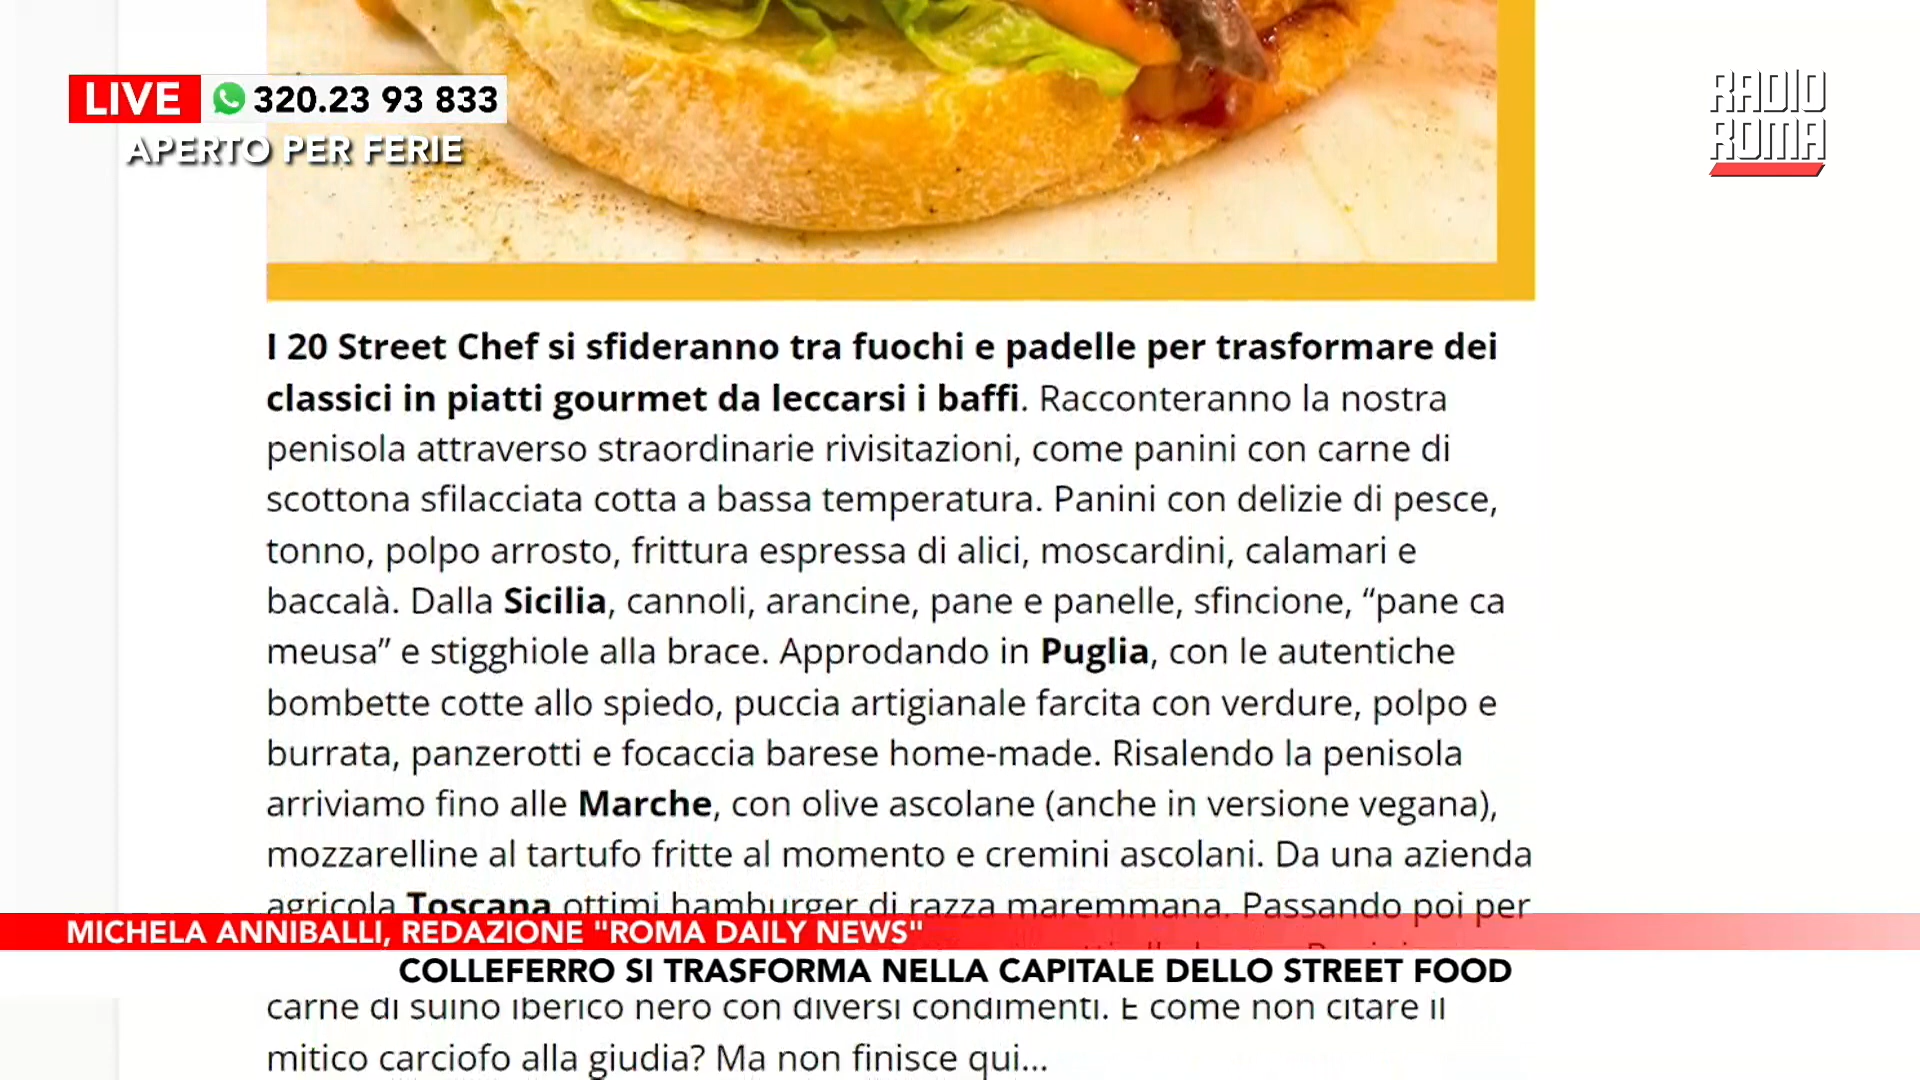 LIVE 320.23 93 833
APERTO PER FERIE
RADIO
ROMA
I 20 Street Chef si sfideranno tra fuochi e padelle per trasformare dei
classici in piatti gourmet da leccarsi i baffi. Racconteranno la nostra
penisola attraverso straordinarie rivisitazioni, come panini con carne di
scottona sfilacciata cotta a bassa temperatura. Panini con delizie di pesce,
tonno, polpo arrosto, frittura espressa di alici, moscardini, calamari e
baccalà. Dalla Sicilia, cannoli, arancine, pane e panelle, sfincione, “pane ca
meusa” e stigghiole alla brace. Approdando in Puglia, con le autentiche
bombette cotte allo spiedo, puccia artigianale farcita con verdure, polpo e
burrata, panzerotti e focaccia barese home-made. Risalendo la penisola
arriviamo fino alle Marche, con olive ascolane (anche in versione vegana),
mozzarelline al tartufo fritte al momento e cremini ascolani. Da una azienda
agricola Toscana ottimi hamburger di razza maremmana. Passando poi per
MICHELA ANNIBALLI, REDAZIONE "ROMA DAILY NEWS"
COLLEFERRO SI TRASFORMA NELLA CAPITALE DELLO STREET FOOD
carne di suino iberico nero con diversi condimenti. E come non citare il
mitico carciofo alla giudia? Ma non finisce qui...